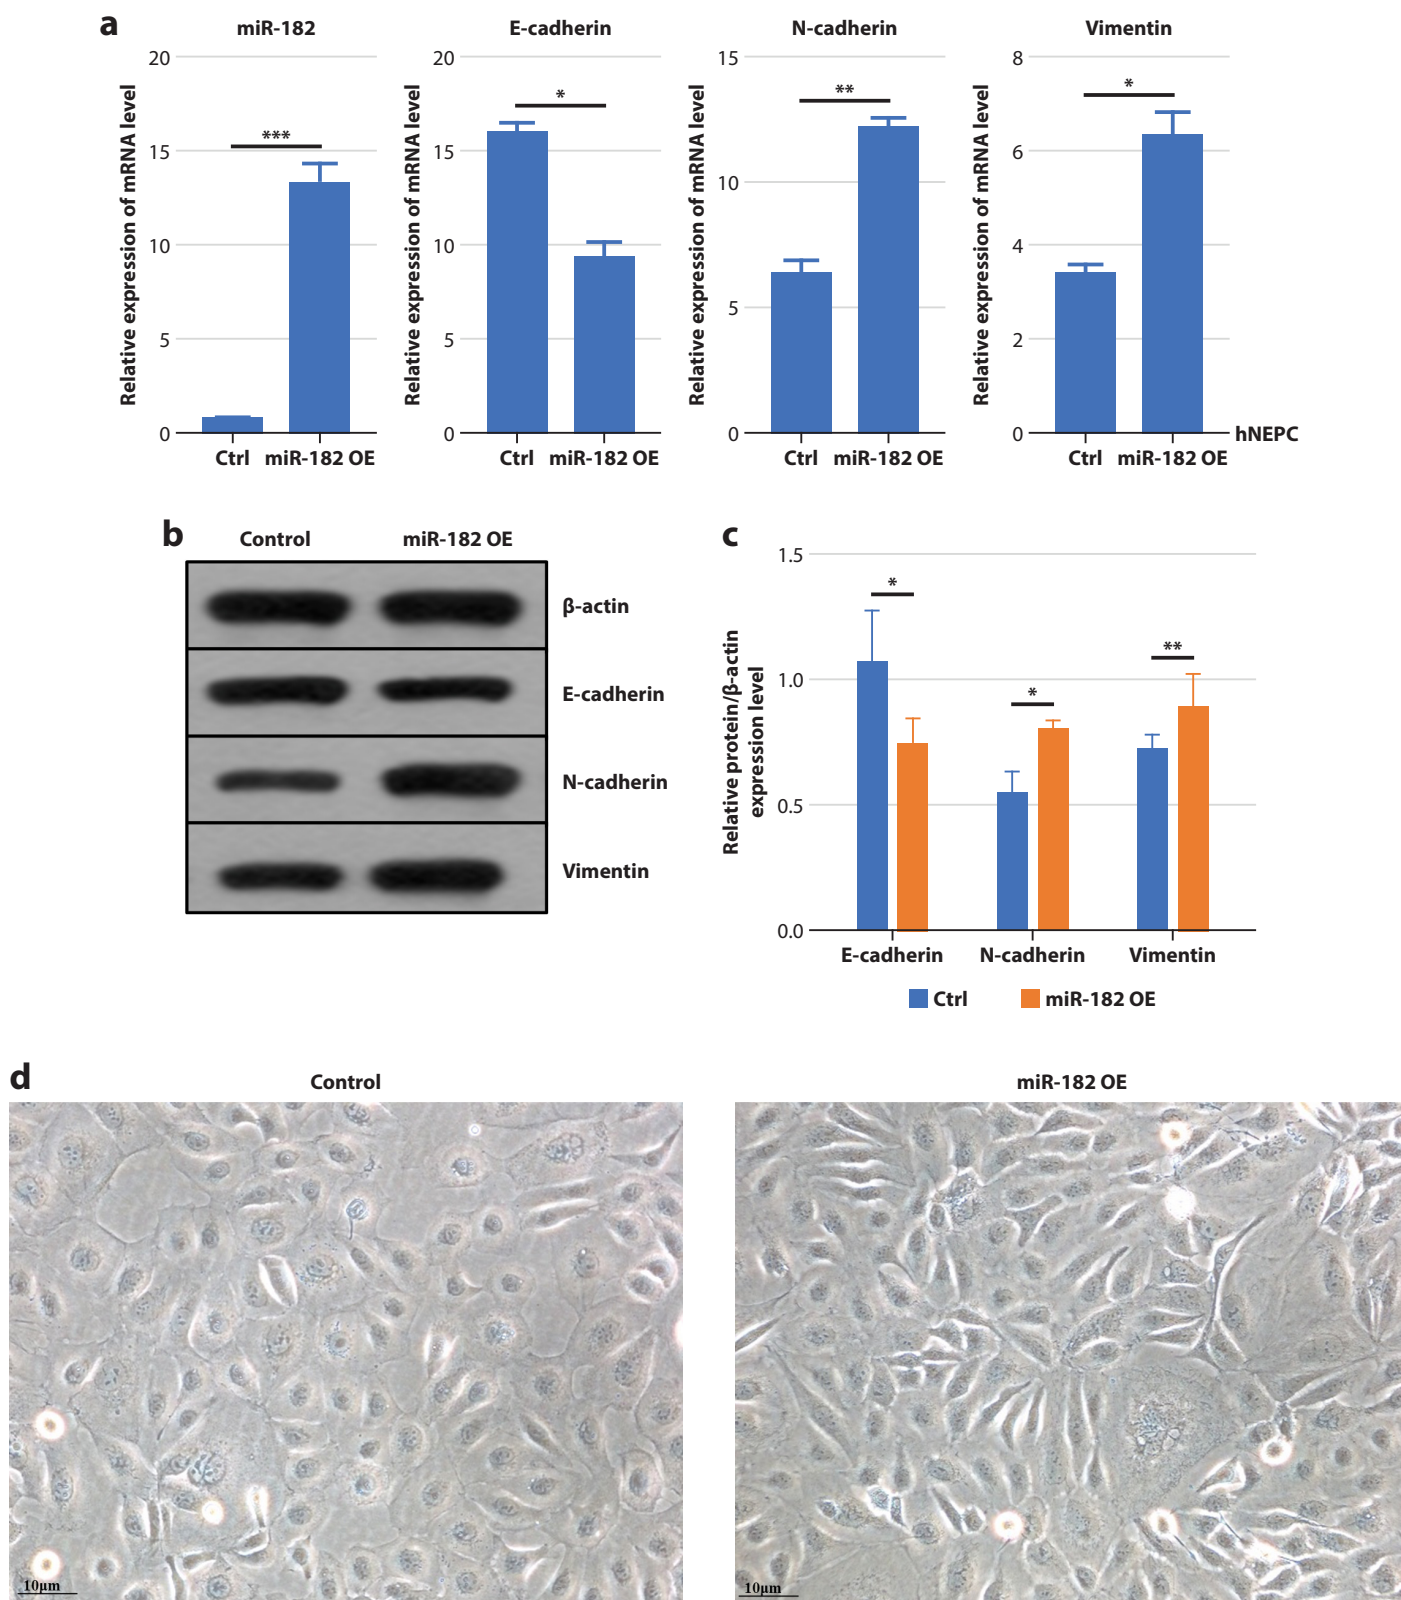 a
miR-182
E-cadherin
N-cadherin
Vimentin
Relative expression of mRNA level
20
15
10
5
0
***
Ctrl
miR-182 OE
Relative expression of mRNA level
20
15
10
5
0
*
Ctrl
miR-182 OE
Relative expression of mRNA level
15
10
5
0
**
Ctrl
miR-182 OE
Relative expression of mRNA level
8
6
4
2
0
*
Ctrl
miR-182 OE
hNEPC
b
Control
miR-182 OE
β-actin
E-cadherin
N-cadherin
Vimentin
c
Relative protein/β-actin
expression level
1.5
1.0
0.5
0.0
*
*
**
E-cadherin
N-cadherin
Vimentin
Ctrl
miR-182 OE
d
Control
miR-182 OE
10µm
10µm